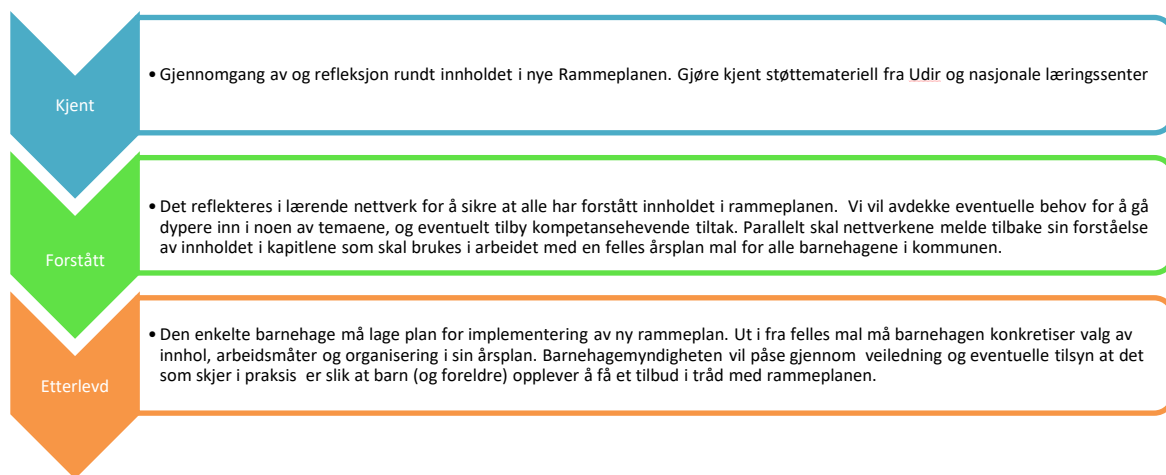 Kjent
• Gjennomgang av og refleksjon rundt innholdet i nye Rammeplanen. Gjøre kjent støttemateriell fra Udir og nasjonale læringssenter
Forstått
• Det reflekteres i lærende nettverk for å sikre at alle har forstått innholdet i rammeplanen.  Vi vil avdekke eventuelle behov for å gå
dypere inn i noen av temaene, og eventuelt tilby kompetansehevende tiltak. Parallelt skal nettverkene melde tilbake sin forståelse
av innholdet i kapitlene som skal brukes i arbeidet med en felles årsplan mal for alle barnehagene i kommunen.
Etterlevd
• Den enkelte barnehage må lage plan for implementering av ny rammeplan. Ut i fra felles mal må barnehagen konkretiser valg av
innhol, arbeidsmåter og organisering i sin årsplan. Barnehagemyndigheten vil påse gjennom  veiledning og eventuelle tilsyn at det
som skjer i praksis  er slik at barn (og foreldre) opplever å få et tilbud i tråd med rammeplanen.